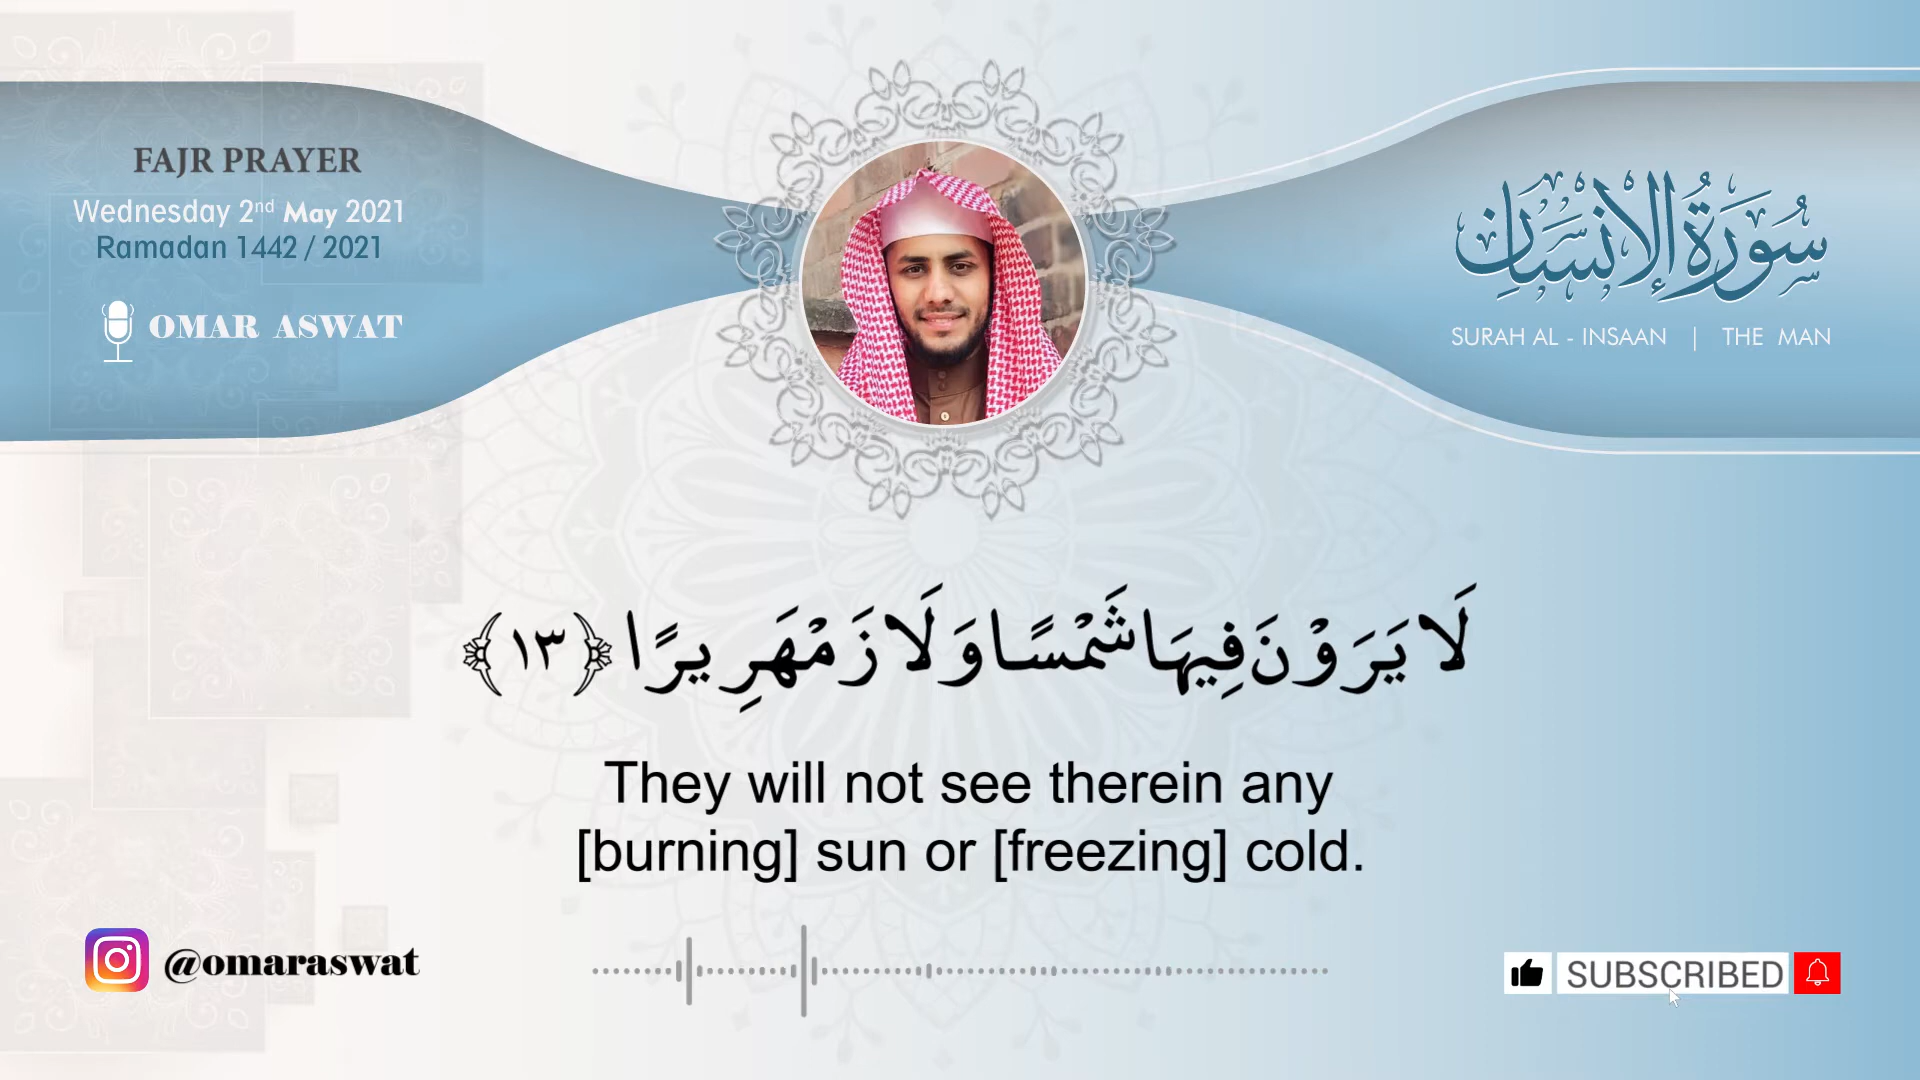 FAJR PRAYER
Wednesday 2nd May 2021
Ramadan 1442 / 2021
OMAR ASWAT
سُورَةُ الإِنسَانِ
SURAH AL - INSAAN | THE MAN
لَا يَرَوْنَ فِيهَا شَمْسًا وَلَا زَمْهَرِيرًا ﴿١٣﴾
They will not see therein any
[burning] sun or [freezing] cold.
@omaraswat
SUBSCRIBED